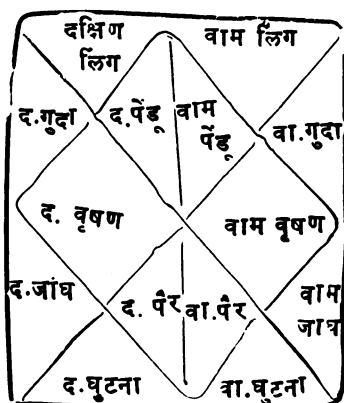 दक्षिण
लिंग
वाम लिंग
द.गुदा
द.पेंडू
वाम
पेंडू
वा.गुदा
द. वृषण
वाम वृषण
द.जांघ
द. पैर
वा.पैर
वाम
जांघ
द.घुटना
वा.घुटना